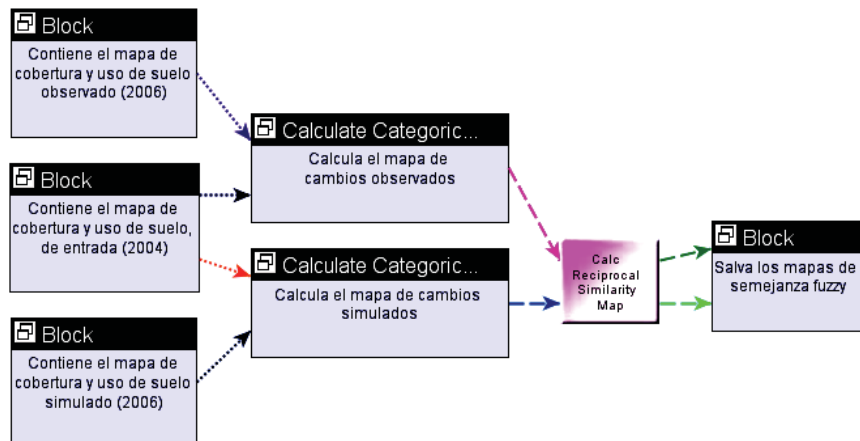 Block
Contiene el mapa de
cobertura y uso de suelo
observado (2006)
Block
Contiene el mapa de
cobertura y uso de suelo,
de entrada (2004)
Block
Contiene el mapa de
cobertura y uso de suelo
simulado (2006)
Calculate Categoric...
Calcula el mapa de
cambios observados
Calculate Categoric...
Calcula el mapa de cambios
simulados
Calc
Reciprocal
Similarity
Map
Block
Salva los mapas de
semejanza fuzzy